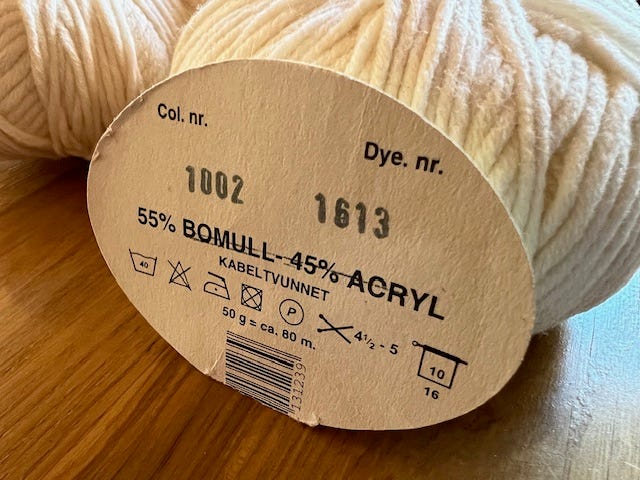 Col. nr.
Dye. nr.
1002 1613
55% BOMULL- 45% ACRYL
KABELTVUNNET
40 P 4½ - 5
50 g = ca. 80 m.
10
16
131239